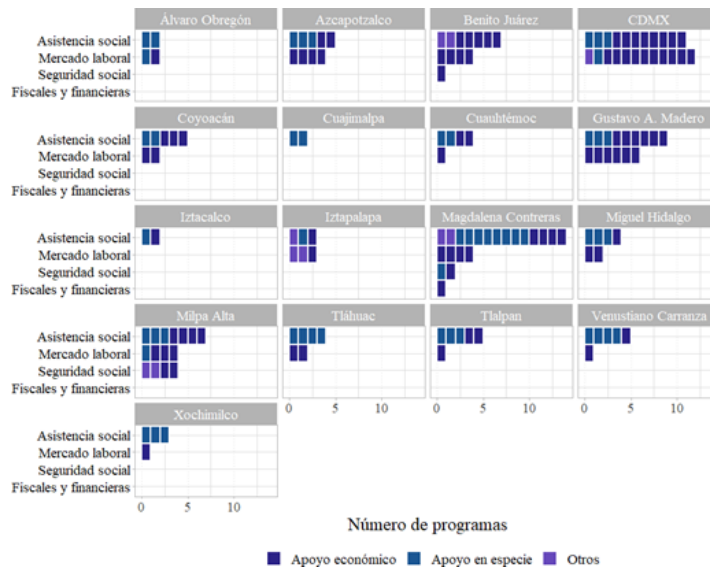 Álvaro Obregón Azcapotzalco Benito Juárez CDMX
Asistencia social
Mercado laboral
Seguridad social
Fiscales y financieras
Coyoacán Cuajimalpa Cuauhtémoc Gustavo A. Madero
Asistencia social
Mercado laboral
Seguridad social
Fiscales y financieras
Iztacalco Iztapalapa Magdalena Contreras Miguel Hidalgo
Asistencia social
Mercado laboral
Seguridad social
Fiscales y financieras
Milpa Alta Tláhuac Tlalpan Venustiano Carranza
Asistencia social
Mercado laboral
Seguridad social
Fiscales y financieras
0 5 10 0 5 10 0 5 10
Xochimilco
Asistencia social
Mercado laboral
Seguridad social
Fiscales y financieras
0 5 10
Número de programas
Apoyo económico Apoyo en especie Otros